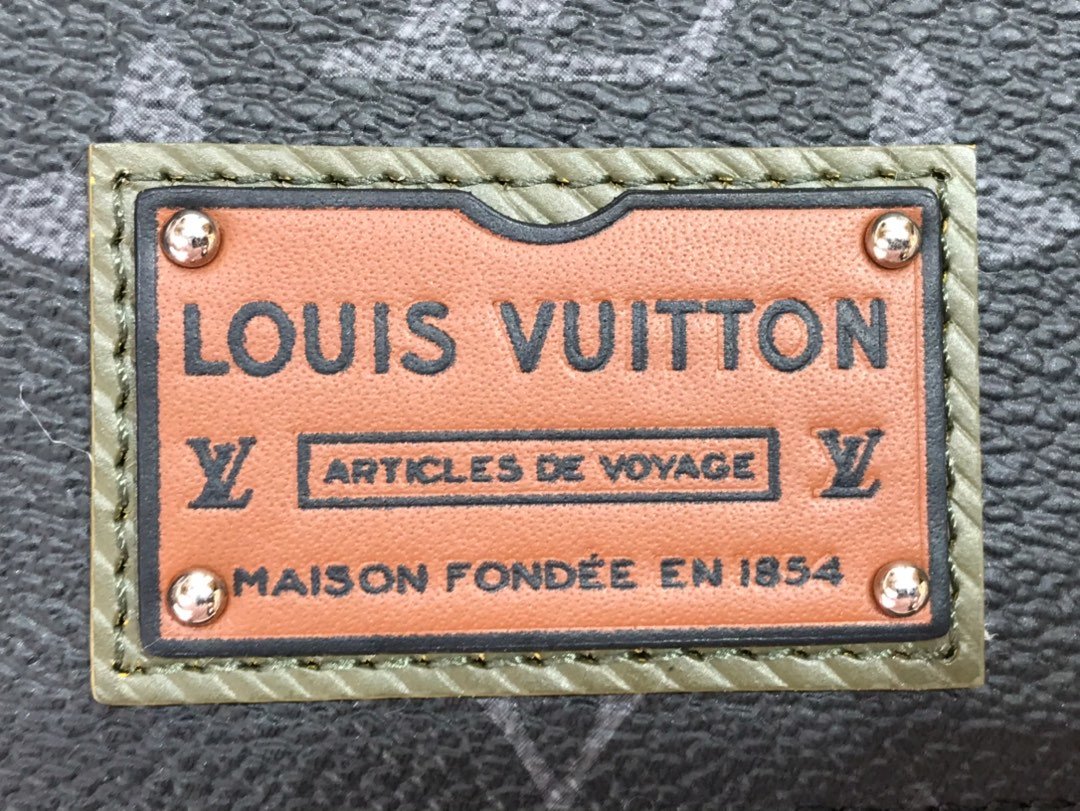 LOUIS VUITTON
LV ARTICLES DE VOYAGE LV
MAISON FONDÉE EN 1854